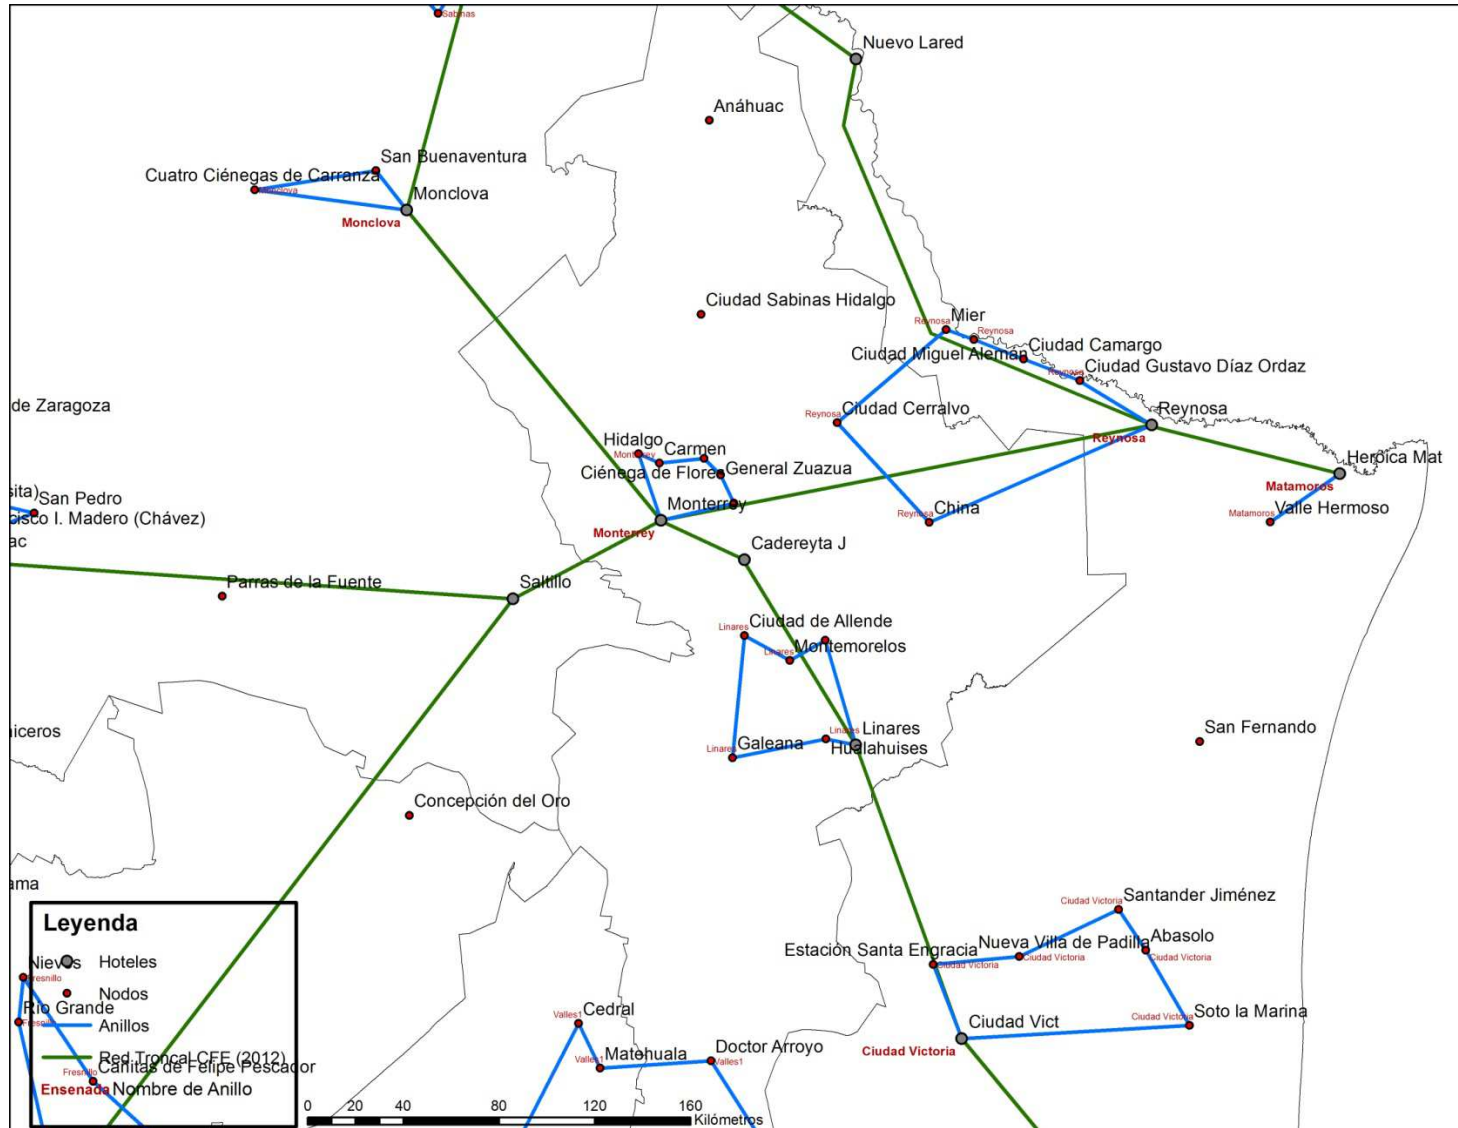 Sabinas
Nuevo Lared
Anáhuac
San Buenaventura
Cuatro Ciénegas de Carranza
Monclova
Monclova
Ciudad Sabinas Hidalgo
Reynosa
Mier
Reynosa
Ciudad Miguel Alemán
Ciudad Camargo
Reynosa
Ciudad Gustavo Díaz Ordaz
de Zaragoza
Reynosa
Ciudad Cerralvo
Reynosa
Reynosa
Hidalgo
Monterrey
Carmen
Ciénega de Flores
General Zuazua
Heroica Mat
Matamoros
sita)
San Pedro
cisco I. Madero (Chávez)
ac
Monterrey
Monterrey
Reynosa
China
Matamoros
Valle Hermoso
Cadereyta J
Parras de la Fuente
Saltillo
Linares
Ciudad de Allende
Linares
Montemorelos
niceros
Linares
Linares
Hualahuises
Linares
Galeana
San Fernando
Concepción del Oro
ama
Ciudad Victoria
Santander Jiménez
Estación Santa Engracia
Ciudad Victoria
Nueva Villa de Padilla
Ciudad Victoria
Abasolo
Ciudad Victoria
Ciudad Victoria
Soto la Marina
Ciudad Vict
Ciudad Victoria
Valles1
Cedral
Valles1
Matehuala
Doctor Arroyo
Valles1
Leyenda
Nieves
Fresnillo
Hoteles
Nodos
Río Grande
Fresnillo
Anillos
Red Troncal CFE (2012)
Fresnillo
Cañitas de Felipe Pescador
Ensenada
Nombre de Anillo
0 20 40 80 120 160
Kilómetros